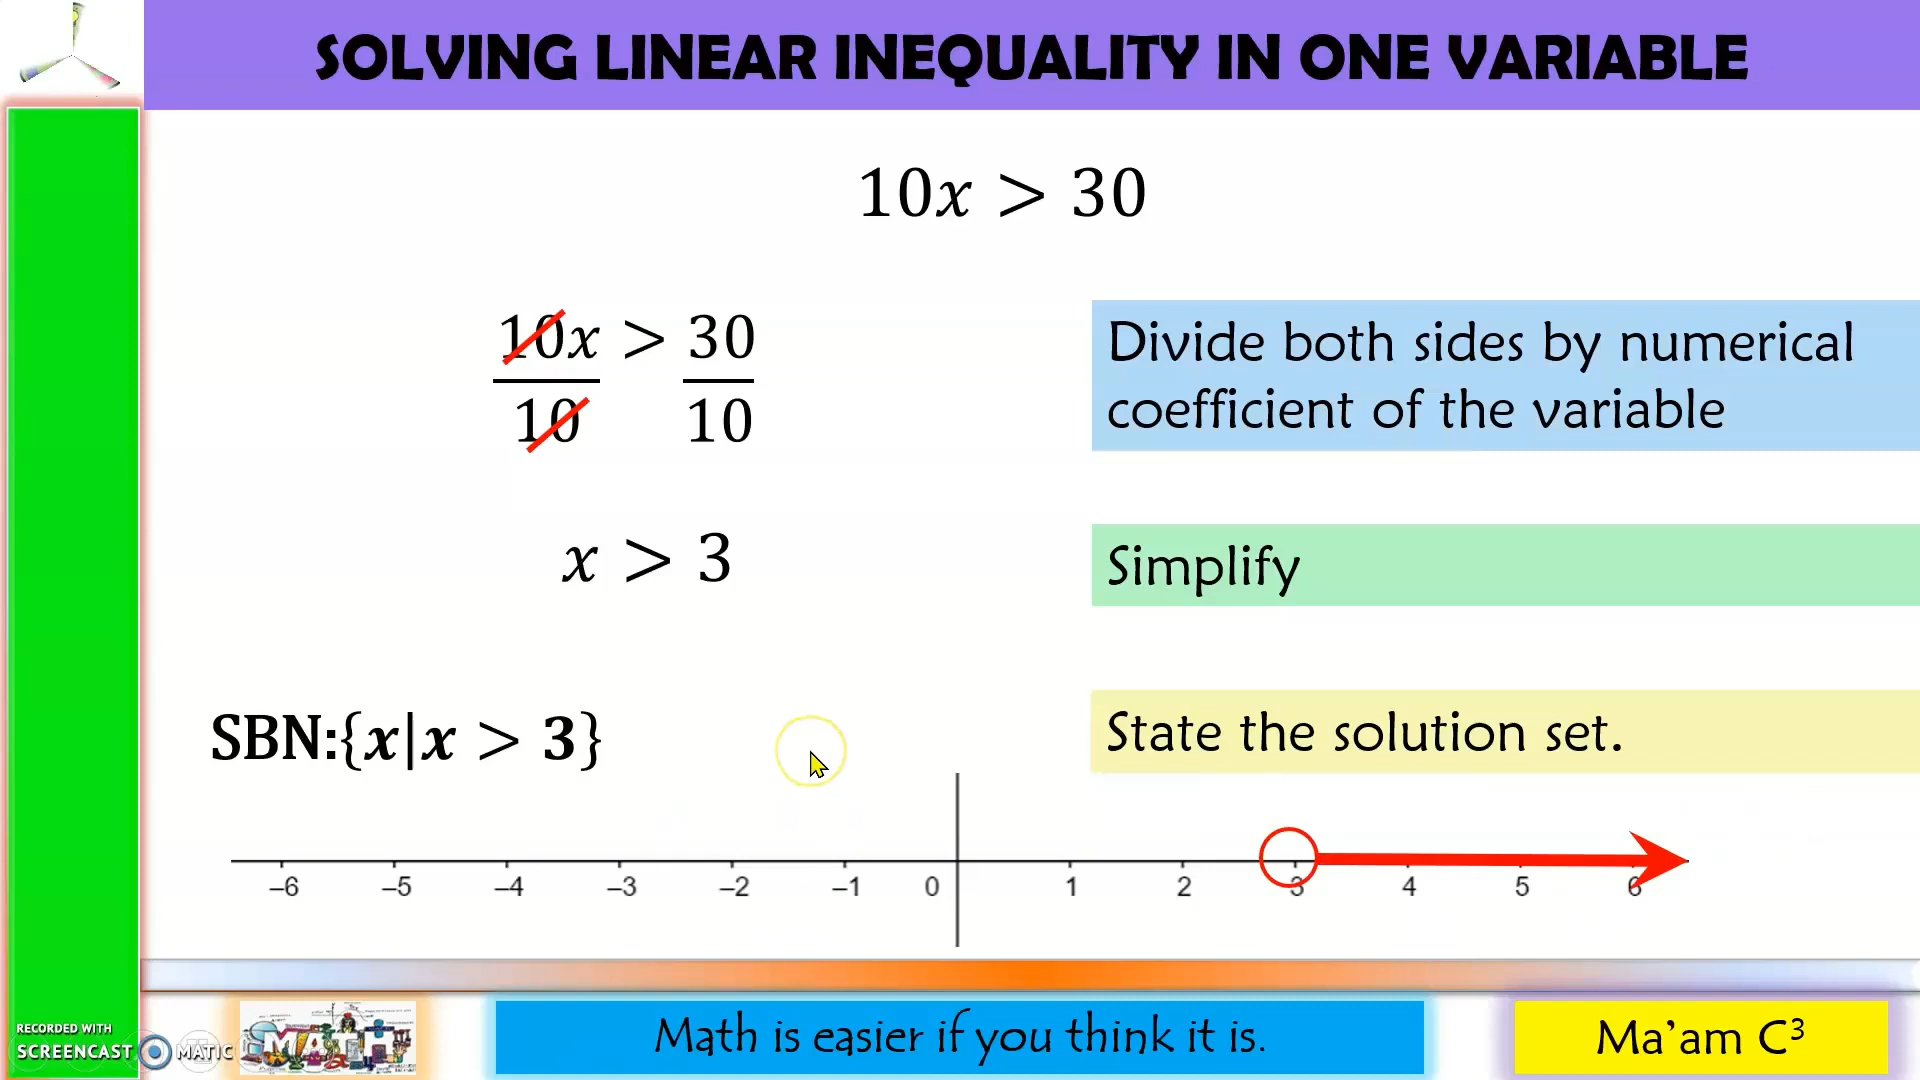 SOLVING LINEAR INEQUALITY IN ONE VARIABLE
10x > 30
10x > 30
10 10
Divide both sides by numerical
coefficient of the variable
x > 3
Simplify
SBN:{x|x > 3}
State the solution set.
–6 –5 –4 –3 –2 –1 0 1 2 3 4 5 6
RECORDED WITH
SCREENCAST MATIC
MATH
Math is easier if you think it is.
Ma'am C³